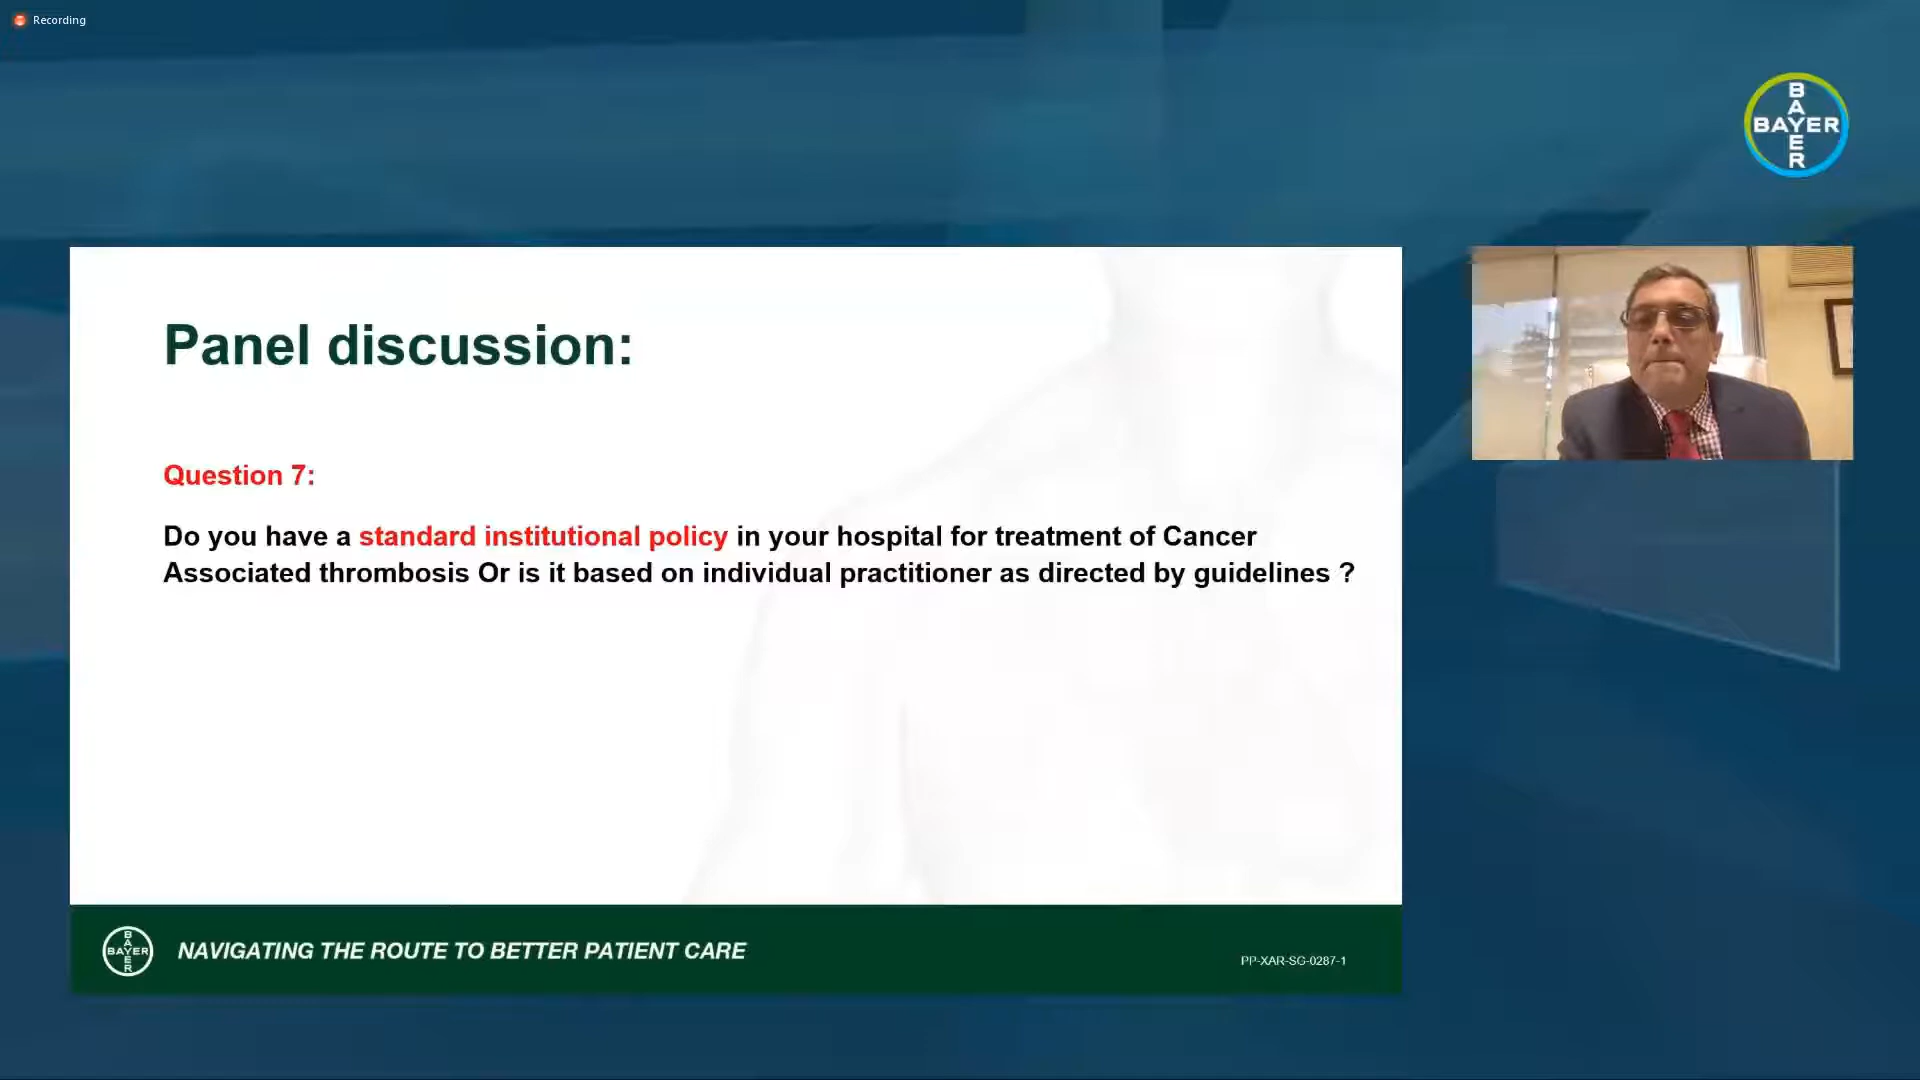 Recording
B
A
BAYER
E
R
Panel discussion:
Question 7:
Do you have a standard institutional policy in your hospital for treatment of Cancer
Associated thrombosis Or is it based on individual practitioner as directed by guidelines ?
B
A
BAYER
E
R
NAVIGATING THE ROUTE TO BETTER PATIENT CARE
PP-XAR-SG-0287-1